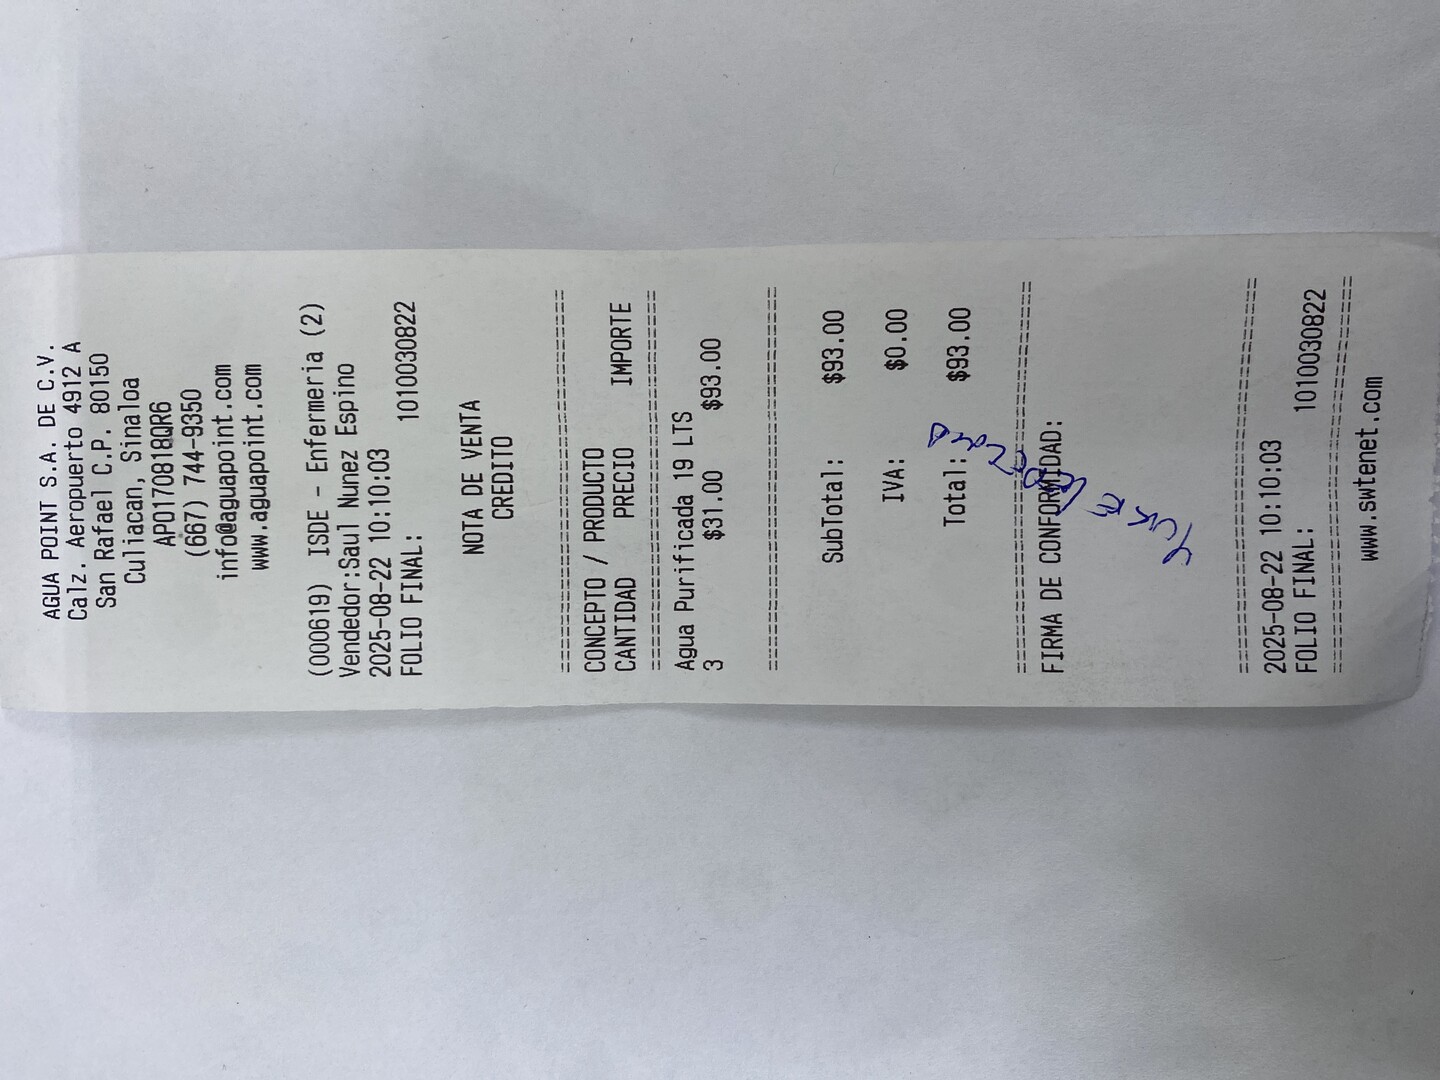 AGUA POINT S.A. DE C.V.
Calz. Aeropuerto 4912 A
San Rafael C.P. 80150
Culiacan, Sinaloa
APO170818QR6
(667) 744-9350
info@aguapoint.com
www.aguapoint.com
(000619) ISDE - Enfermeria (2)
Vendedor:Saul Nunez Espino
2025-08-22 10:10:03
FOLIO FINAL: 1010030822
NOTA DE VENTA
CREDITO
================================
CONCEPTO / PRODUCTO
CANTIDAD PRECIO IMPORTE
================================
Agua Purificada 19 LTS
3 $31.00 $93.00
================================
SubTotal: $93.00
IVA: $0.00
Total: $93.00
================================
FIRMA DE CONFORMIDAD:
================================
2025-08-22 10:10:03
FOLIO FINAL: 1010030822
================================
www.swtenet.com